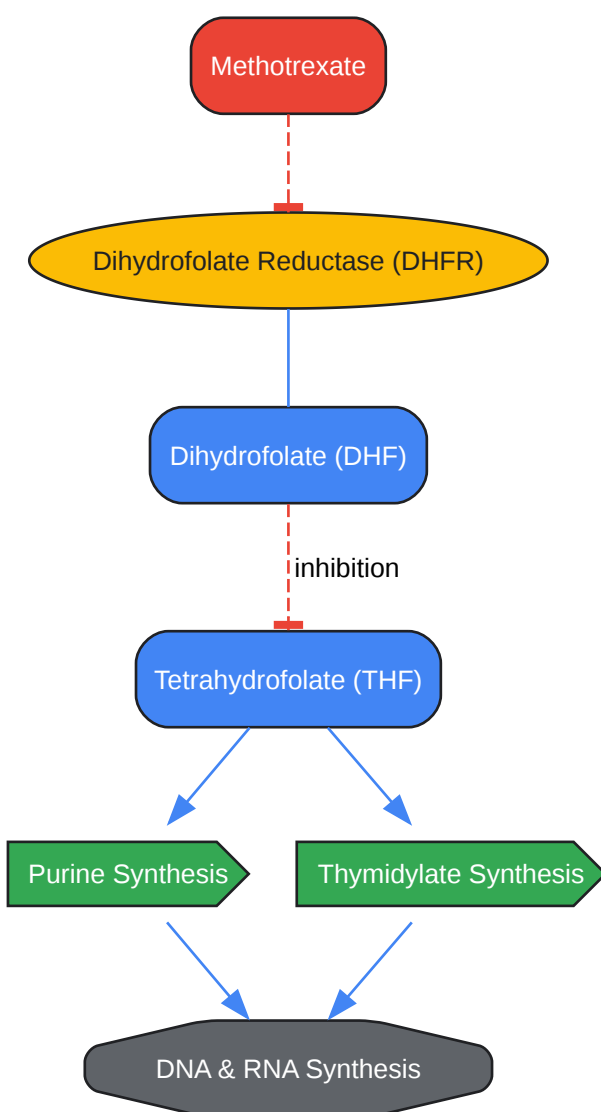 Methotrexate
Dihydrofolate Reductase (DHFR)
Dihydrofolate (DHF)
inhibition
Tetrahydrofolate (THF)
Purine Synthesis
Thymidylate Synthesis
DNA & RNA Synthesis